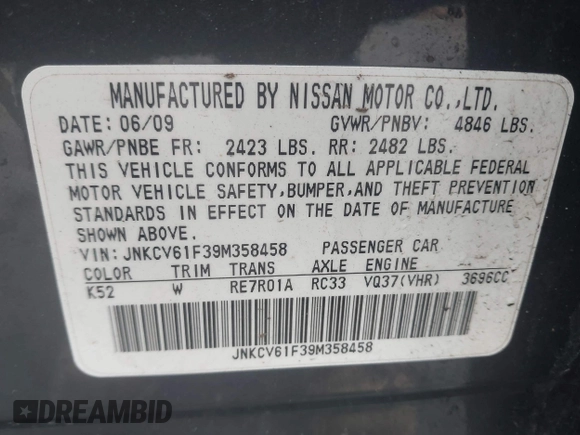 MANUFACTURED BY NISSAN MOTOR CO.,LTD.
DATE: 06/09 GVWR/PNBV: 4846 LBS.
GAWR/PNBE FR: 2423 LBS. RR: 2482 LBS.
THIS VEHICLE CONFORMS TO ALL APPLICABLE FEDERAL
MOTOR VEHICLE SAFETY,BUMPER,AND THEFT PREVENTION
STANDARDS IN EFFECT ON THE DATE OF MANUFACTURE
SHOWN ABOVE.
VIN: JNKCV61F39M358458 PASSENGER CAR
COLOR TRIM TRANS AXLE ENGINE
K52 W RE7R01A RC33 VQ37(VHR) 3696CC
JNKCV61F39M358458
DREAMBID